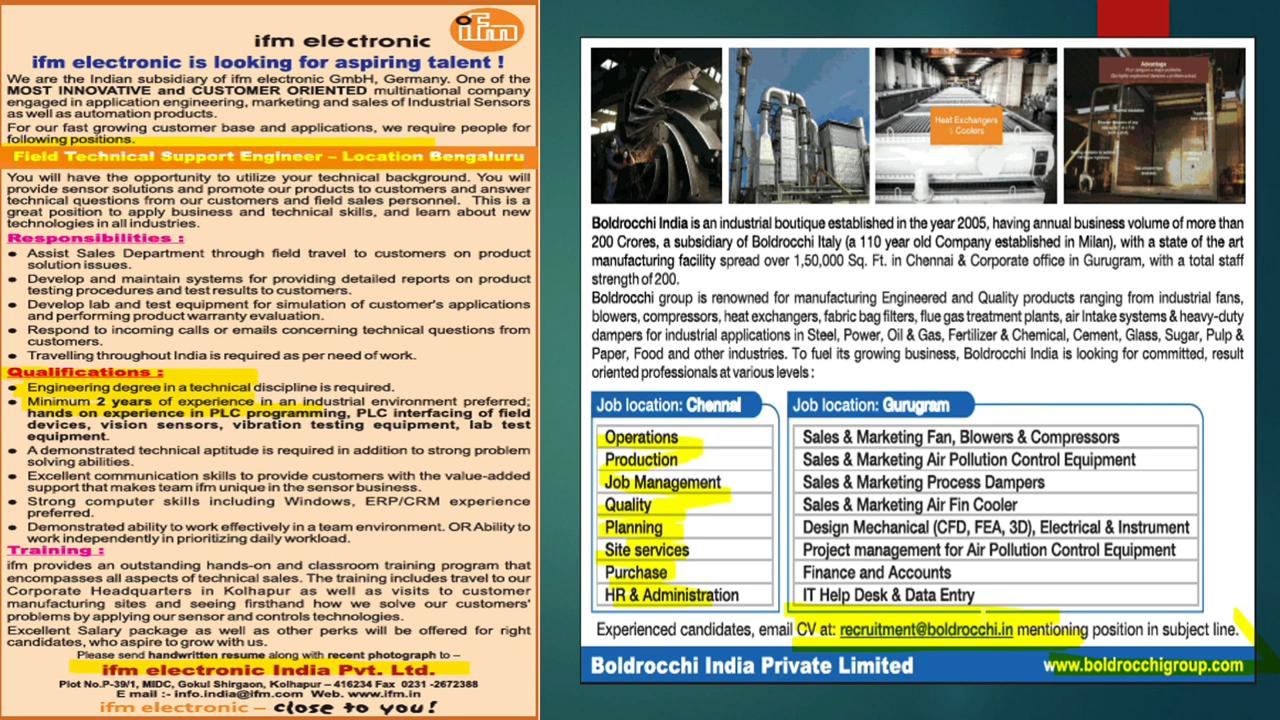 ifm
ifm electronic
ifm electronic is looking for aspiring talent !
We are the Indian subsidiary of ifm electronic GmbH, Germany. One of the
MOST INNOVATIVE and CUSTOMER ORIENTED multinational company
engaged in application engineering, marketing and sales of Industrial Sensors
as well as automation products.
For our fast growing customer base and applications, we require people for
following positions.
Field Technical Support Engineer – Location Bengaluru
You will have the opportunity to utilize your technical background. You will
provide sensor solutions and promote our products to customers and answer
technical questions from our customers and field sales personnel. This is a
great position to apply business and technical skills, and learn about new
technologies in all industries.
Responsibilities :
● Assist Sales Department through field travel to customers on product
solution issues.
● Develop and maintain systems for providing detailed reports on product
testing procedures and test results to customers.
● Develop lab and test equipment for simulation of customer's applications
and performing product warranty evaluation.
● Respond to incoming calls or emails concerning technical questions from
customers.
● Travelling throughout India is required as per need of work.
Qualifications :
● Engineering degree in a technical discipline is required.
● Minimum 2 years of experience in an industrial environment preferred;
hands on experience in PLC programming, PLC interfacing of field
devices, vision sensors, vibration testing equipment, lab test
equipment.
● A demonstrated technical aptitude is required in addition to strong problem
solving abilities.
● Excellent communication skills to provide customers with the value-added
support that makes team ifm unique in the sensor business.
● Strong computer skills including Windows, ERP/CRM experience
preferred.
● Demonstrated ability to work effectively in a team environment. OR Ability to
work independently in prioritizing daily workload.
Training :
ifm provides an outstanding hands-on and classroom training program that
encompasses all aspects of technical sales. The training includes travel to our
Corporate Headquarters in Kolhapur as well as visits to customer
manufacturing sites and seeing firsthand how we solve our customers'
problems by applying our sensor and controls technologies.
Excellent Salary package as well as other perks will be offered for right
candidates, who aspire to grow with us.
Please send handwritten resume along with recent photograph to –
ifm electronic India Pvt. Ltd.
Plot No.P-39/1, MIDC, Gokul Shirgaon, Kolhapur – 416234 Fax 0231 -2672388
E mail :- info.india@ifm.com Web. www.ifm.in
ifm electronic – close to you!
Heat Exchangers
Coolers
Advantage
Boldrocchi India is an industrial boutique established in the year 2005, having annual business volume of more than
200 Crores, a subsidiary of Boldrocchi Italy (a 110 year old Company established in Milan), with a state of the art
manufacturing facility spread over 1,50,000 Sq. Ft. in Chennai & Corporate office in Gurugram, with a total staff
strength of 200.
Boldrocchi group is renowned for manufacturing Engineered and Quality products ranging from industrial fans,
blowers, compressors, heat exchangers, fabric bag filters, flue gas treatment plants, air Intake systems & heavy-duty
dampers for industrial applications in Steel, Power, Oil & Gas, Fertilizer & Chemical, Cement, Glass, Sugar, Pulp &
Paper, Food and other industries. To fuel its growing business, Boldrocchi India is looking for committed, result
oriented professionals at various levels :
Job location: Chennai
Operations
Production
Job Management
Quality
Planning
Site services
Purchase
HR & Administration
Job location: Gurugram
Sales & Marketing Fan, Blowers & Compressors
Sales & Marketing Air Pollution Control Equipment
Sales & Marketing Process Dampers
Sales & Marketing Air Fin Cooler
Design Mechanical (CFD, FEA, 3D), Electrical & Instrument
Project management for Air Pollution Control Equipment
Finance and Accounts
IT Help Desk & Data Entry
Experienced candidates, email CV at: recruitment@boldrocchi.in mentioning position in subject line.
Boldrocchi India Private Limited
www.boldrocchigroup.com